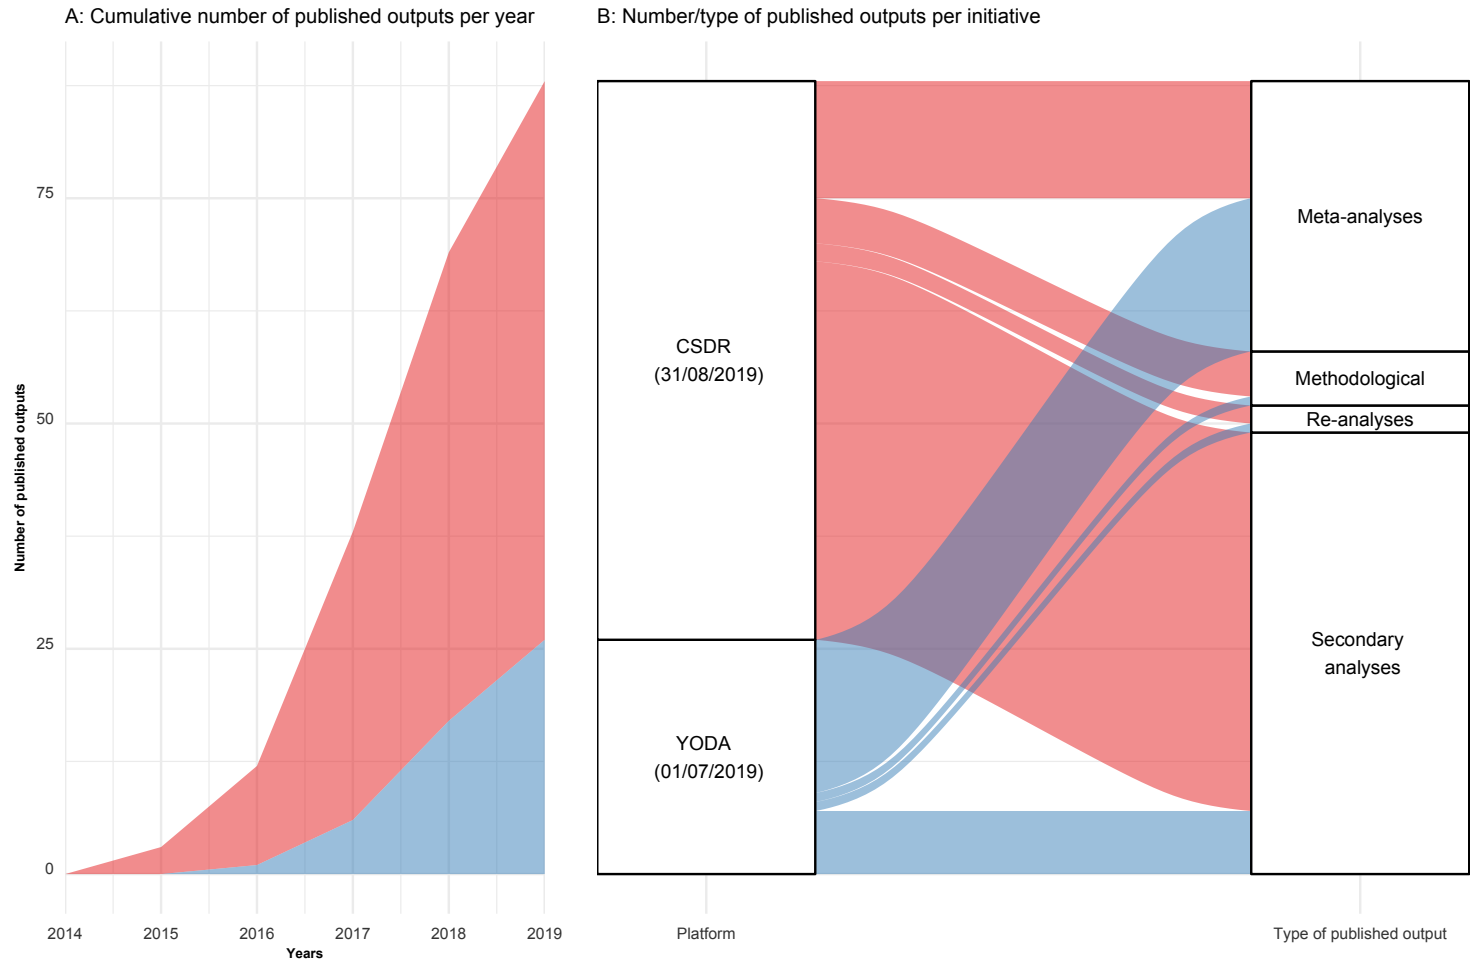 A: Cumulative number of published outputs per year
Number of published outputs
75
50
25
0
2014 2015 2016 2017 2018 2019
Years
B: Number/type of published outputs per initiative
CSDR
(31/08/2019)
YODA
(01/07/2019)
Meta-analyses
Methodological
Re-analyses
Secondary
analyses
Platform
Type of published output